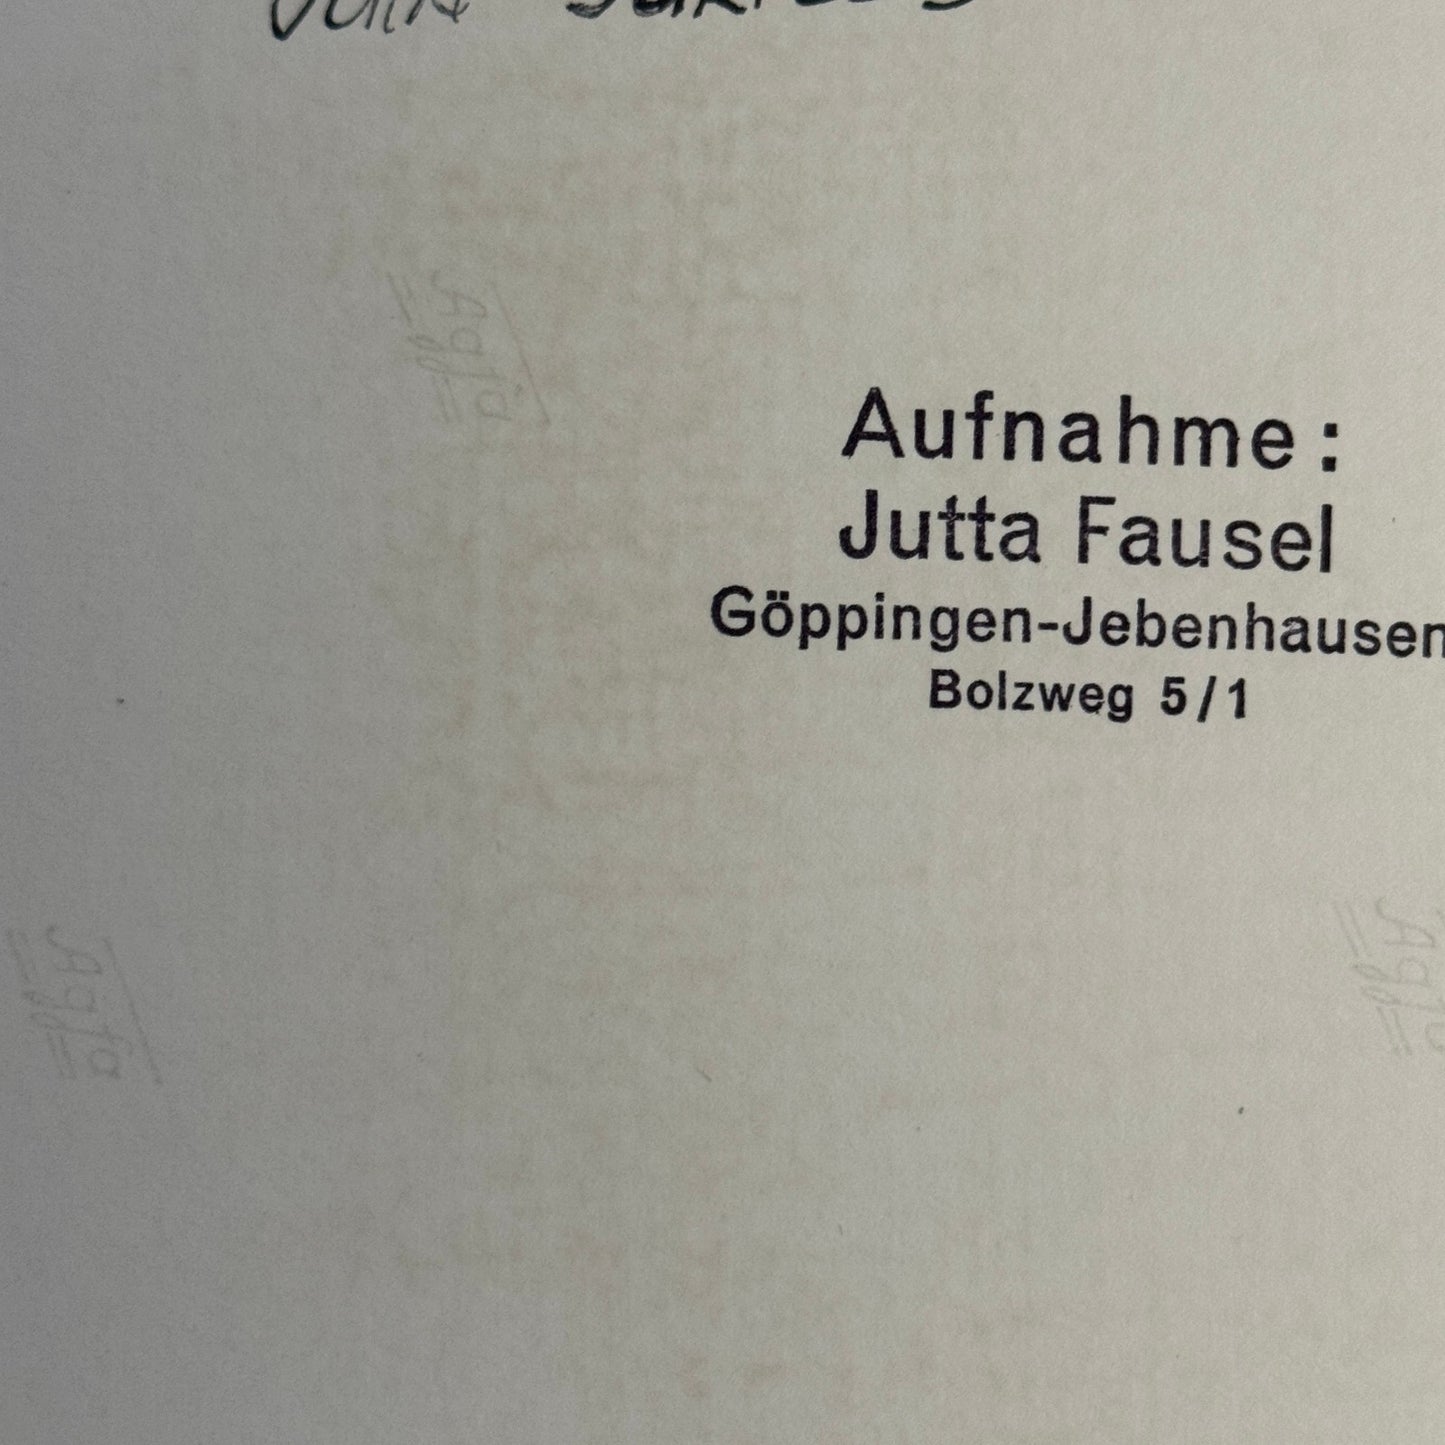 Aufnahme:
Jutta Fausel
Göppingen-Jebenhausen
Bolzweg 5/1